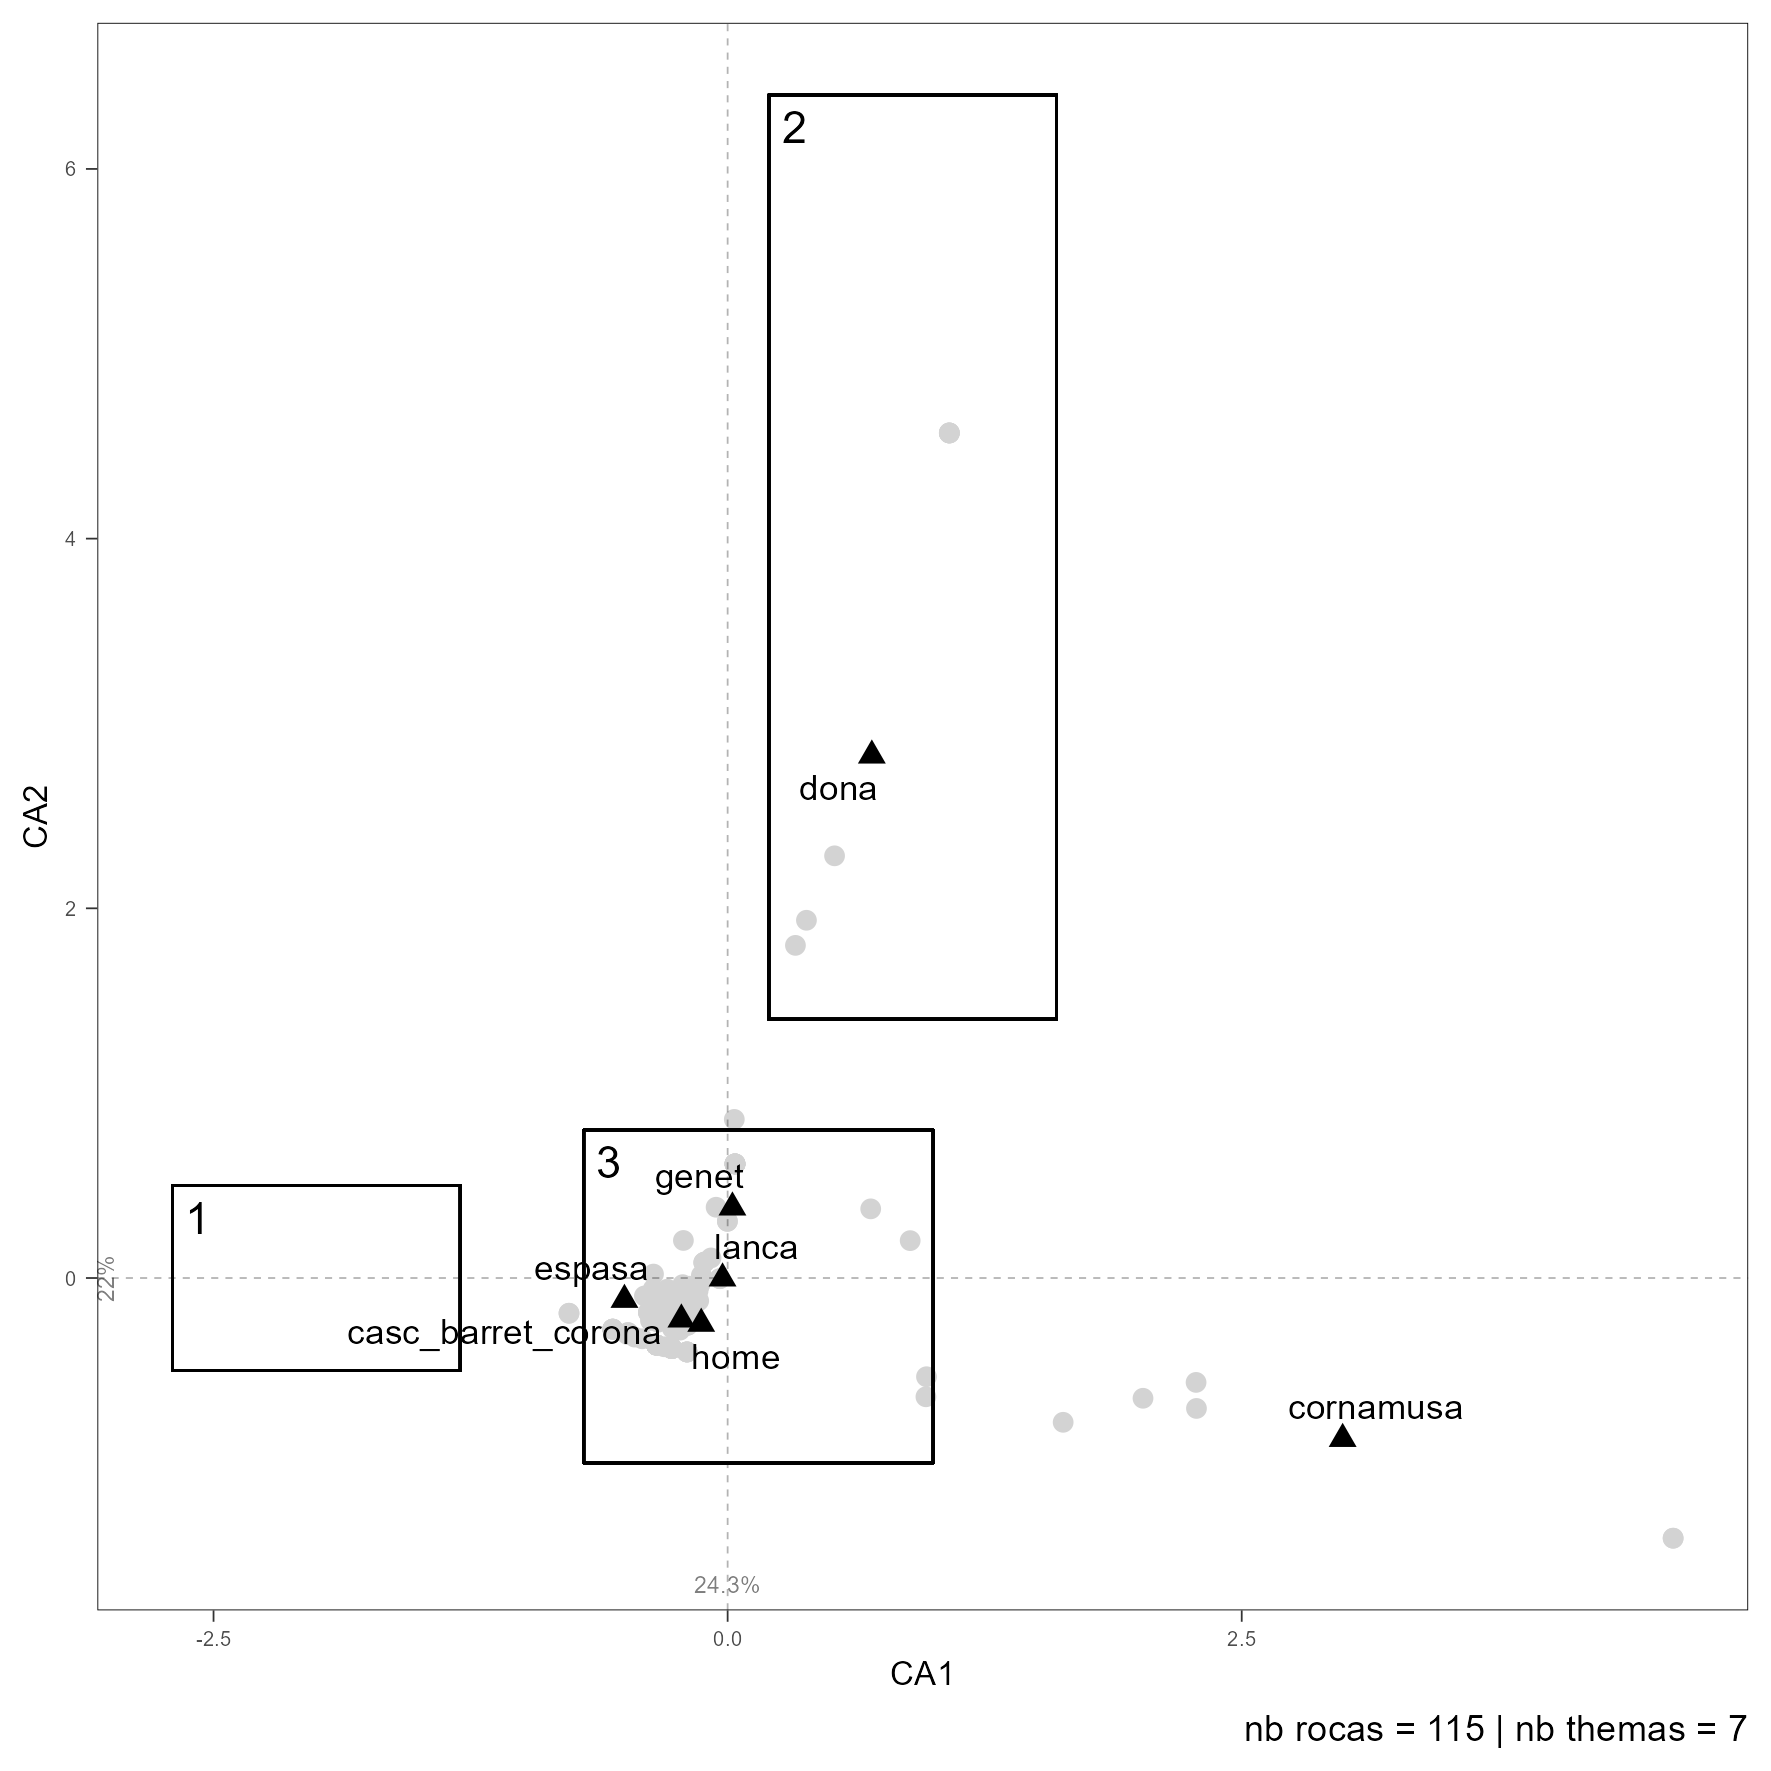 2
6
4
dona
CA2
2
3
genet
1
lanca
espasa
0
22%
casc_barret_corona
home
cornamusa
24.3%
-2.5
0.0
2.5
CA1
nb rocas = 115 | nb themas = 7